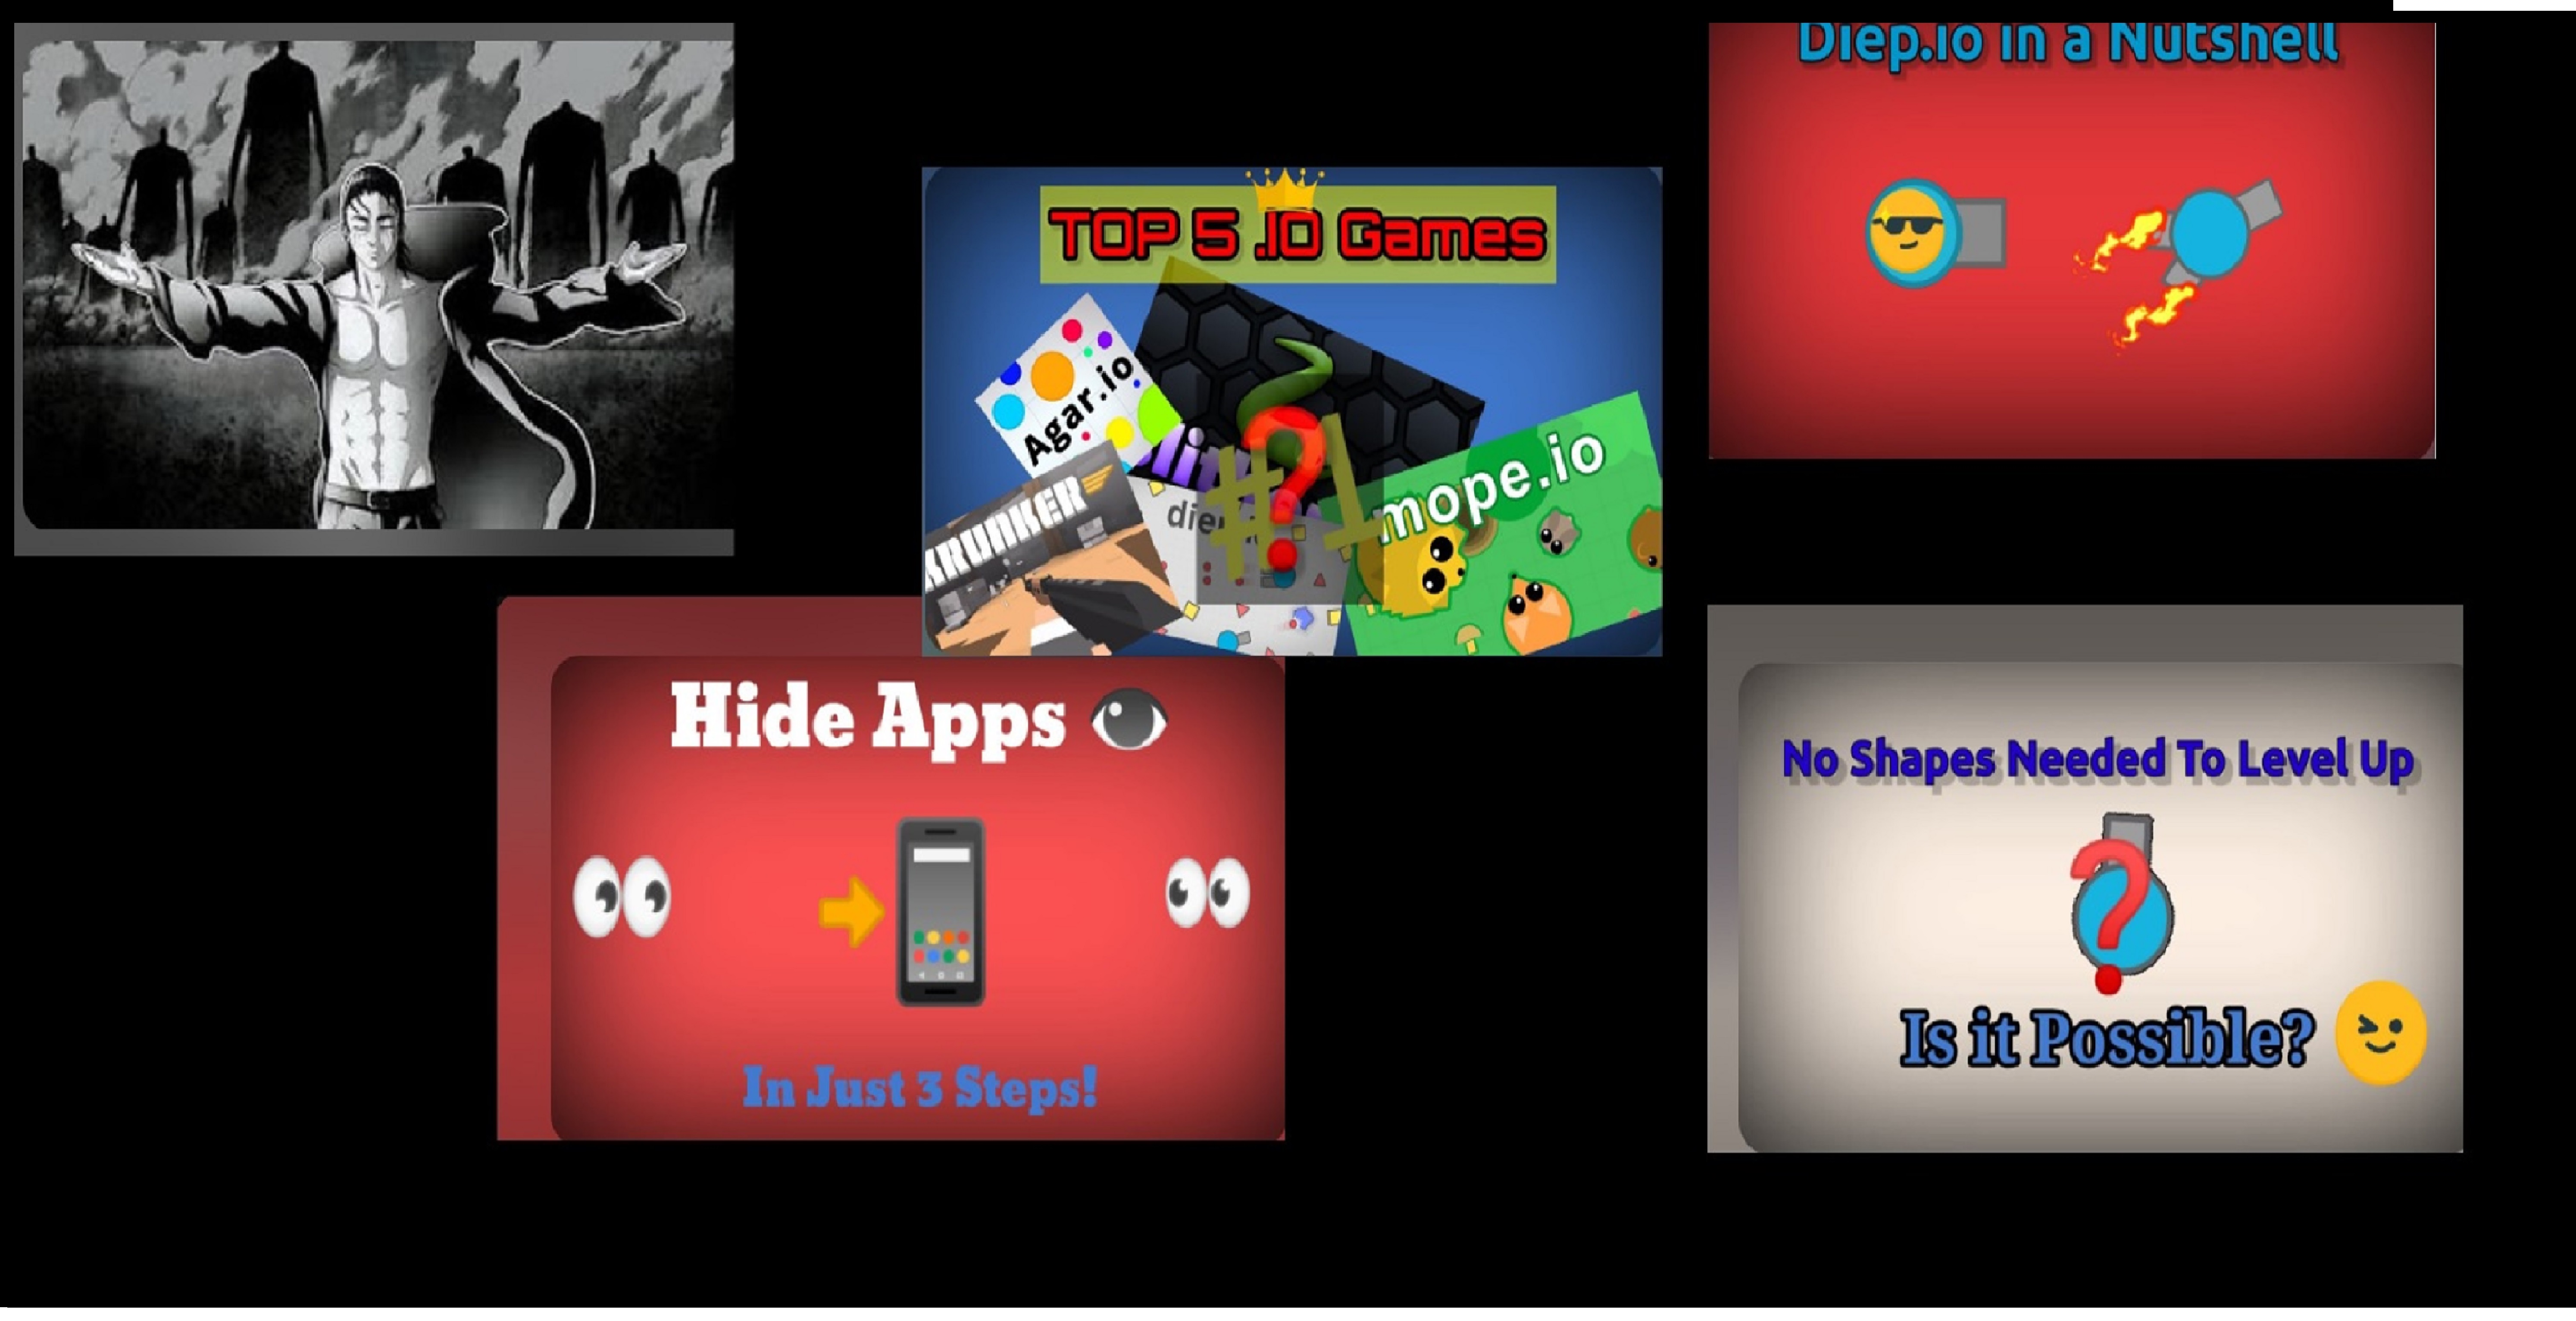 Diep.io in a Nutshell
TOP 5 .IO Games
Agar.io
KRUNKER
#1
mope.io
Hide Apps
In Just 3 Steps!
No Shapes Needed To Level Up
Is it Possible?